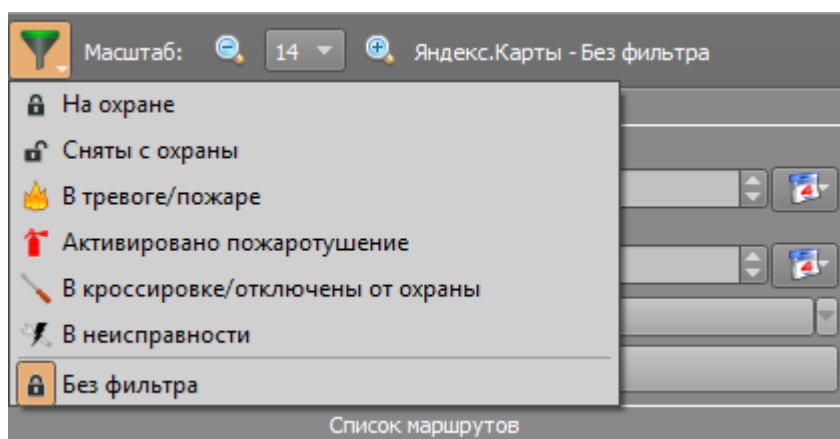 Масштаб: 14 Яндекс.Карты - Без фильтра
На охране
Сняты с охраны
В тревоге/пожаре
Активировано пожаротушение
В кроссировке/отключены от охраны
В неисправности
Без фильтра
Список маршрутов